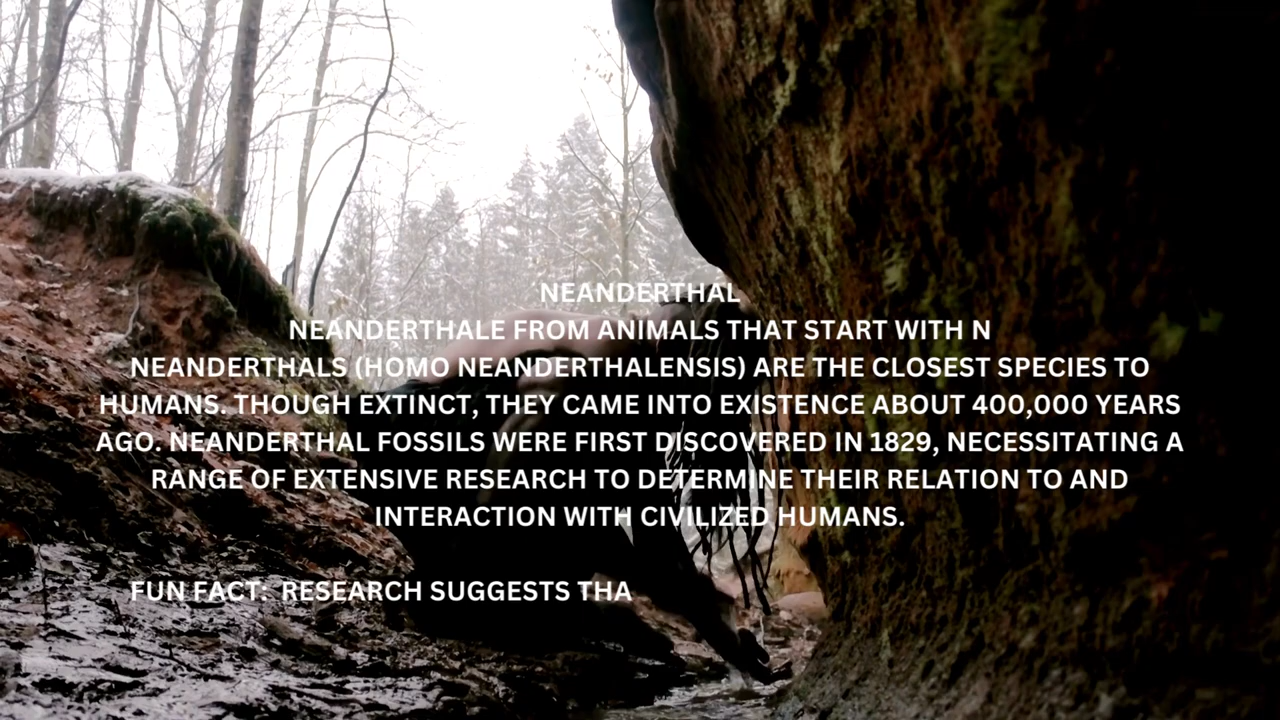 NEANDERTHAL
NEANDERTHALE FROM ANIMALS THAT START WITH N
NEANDERTHALS (HOMO NEANDERTHALENSIS) ARE THE CLOSEST SPECIES TO
HUMANS. THOUGH EXTINCT, THEY CAME INTO EXISTENCE ABOUT 400,000 YEARS
AGO. NEANDERTHAL FOSSILS WERE FIRST DISCOVERED IN 1829, NECESSITATING A
RANGE OF EXTENSIVE RESEARCH TO DETERMINE THEIR RELATION TO AND
INTERACTION WITH CIVILIZED HUMANS.
FUN FACT: RESEARCH SUGGESTS THA